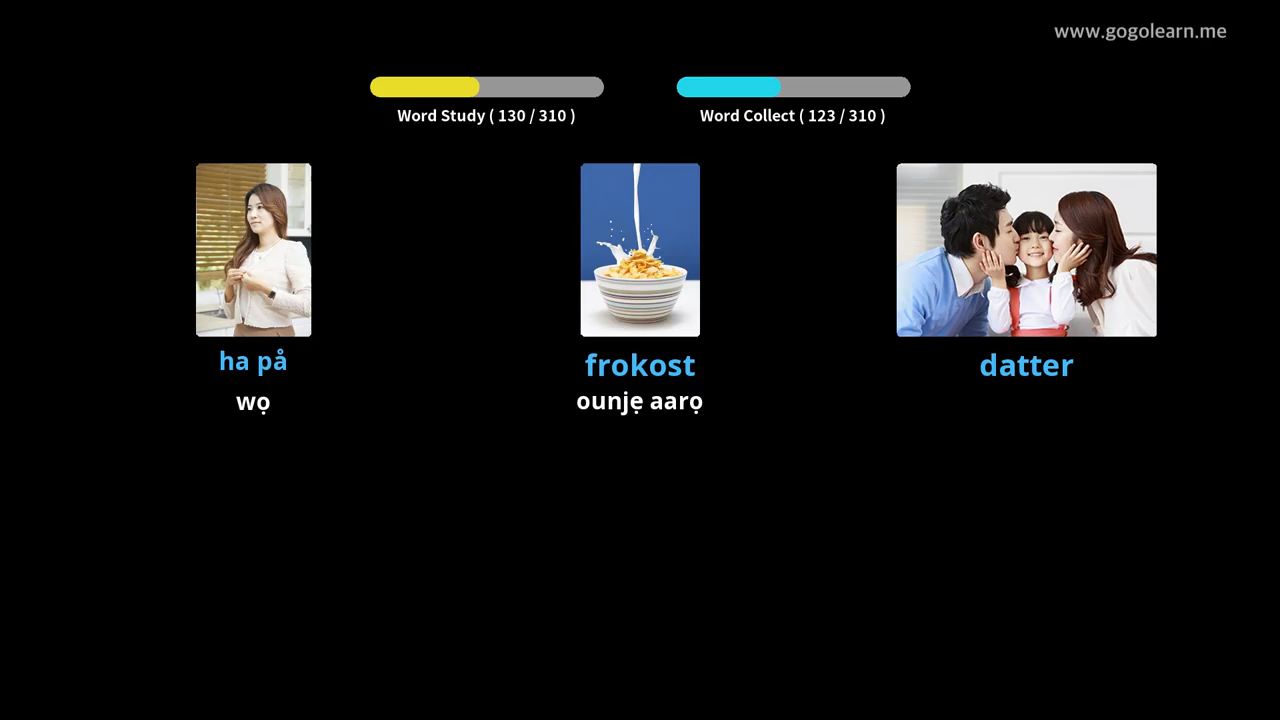 www.gogolearn.me
Word Study ( 130 / 310 )
Word Collect ( 123 / 310 )
ha på
frokost
datter
wọ
ounjẹ aarọ